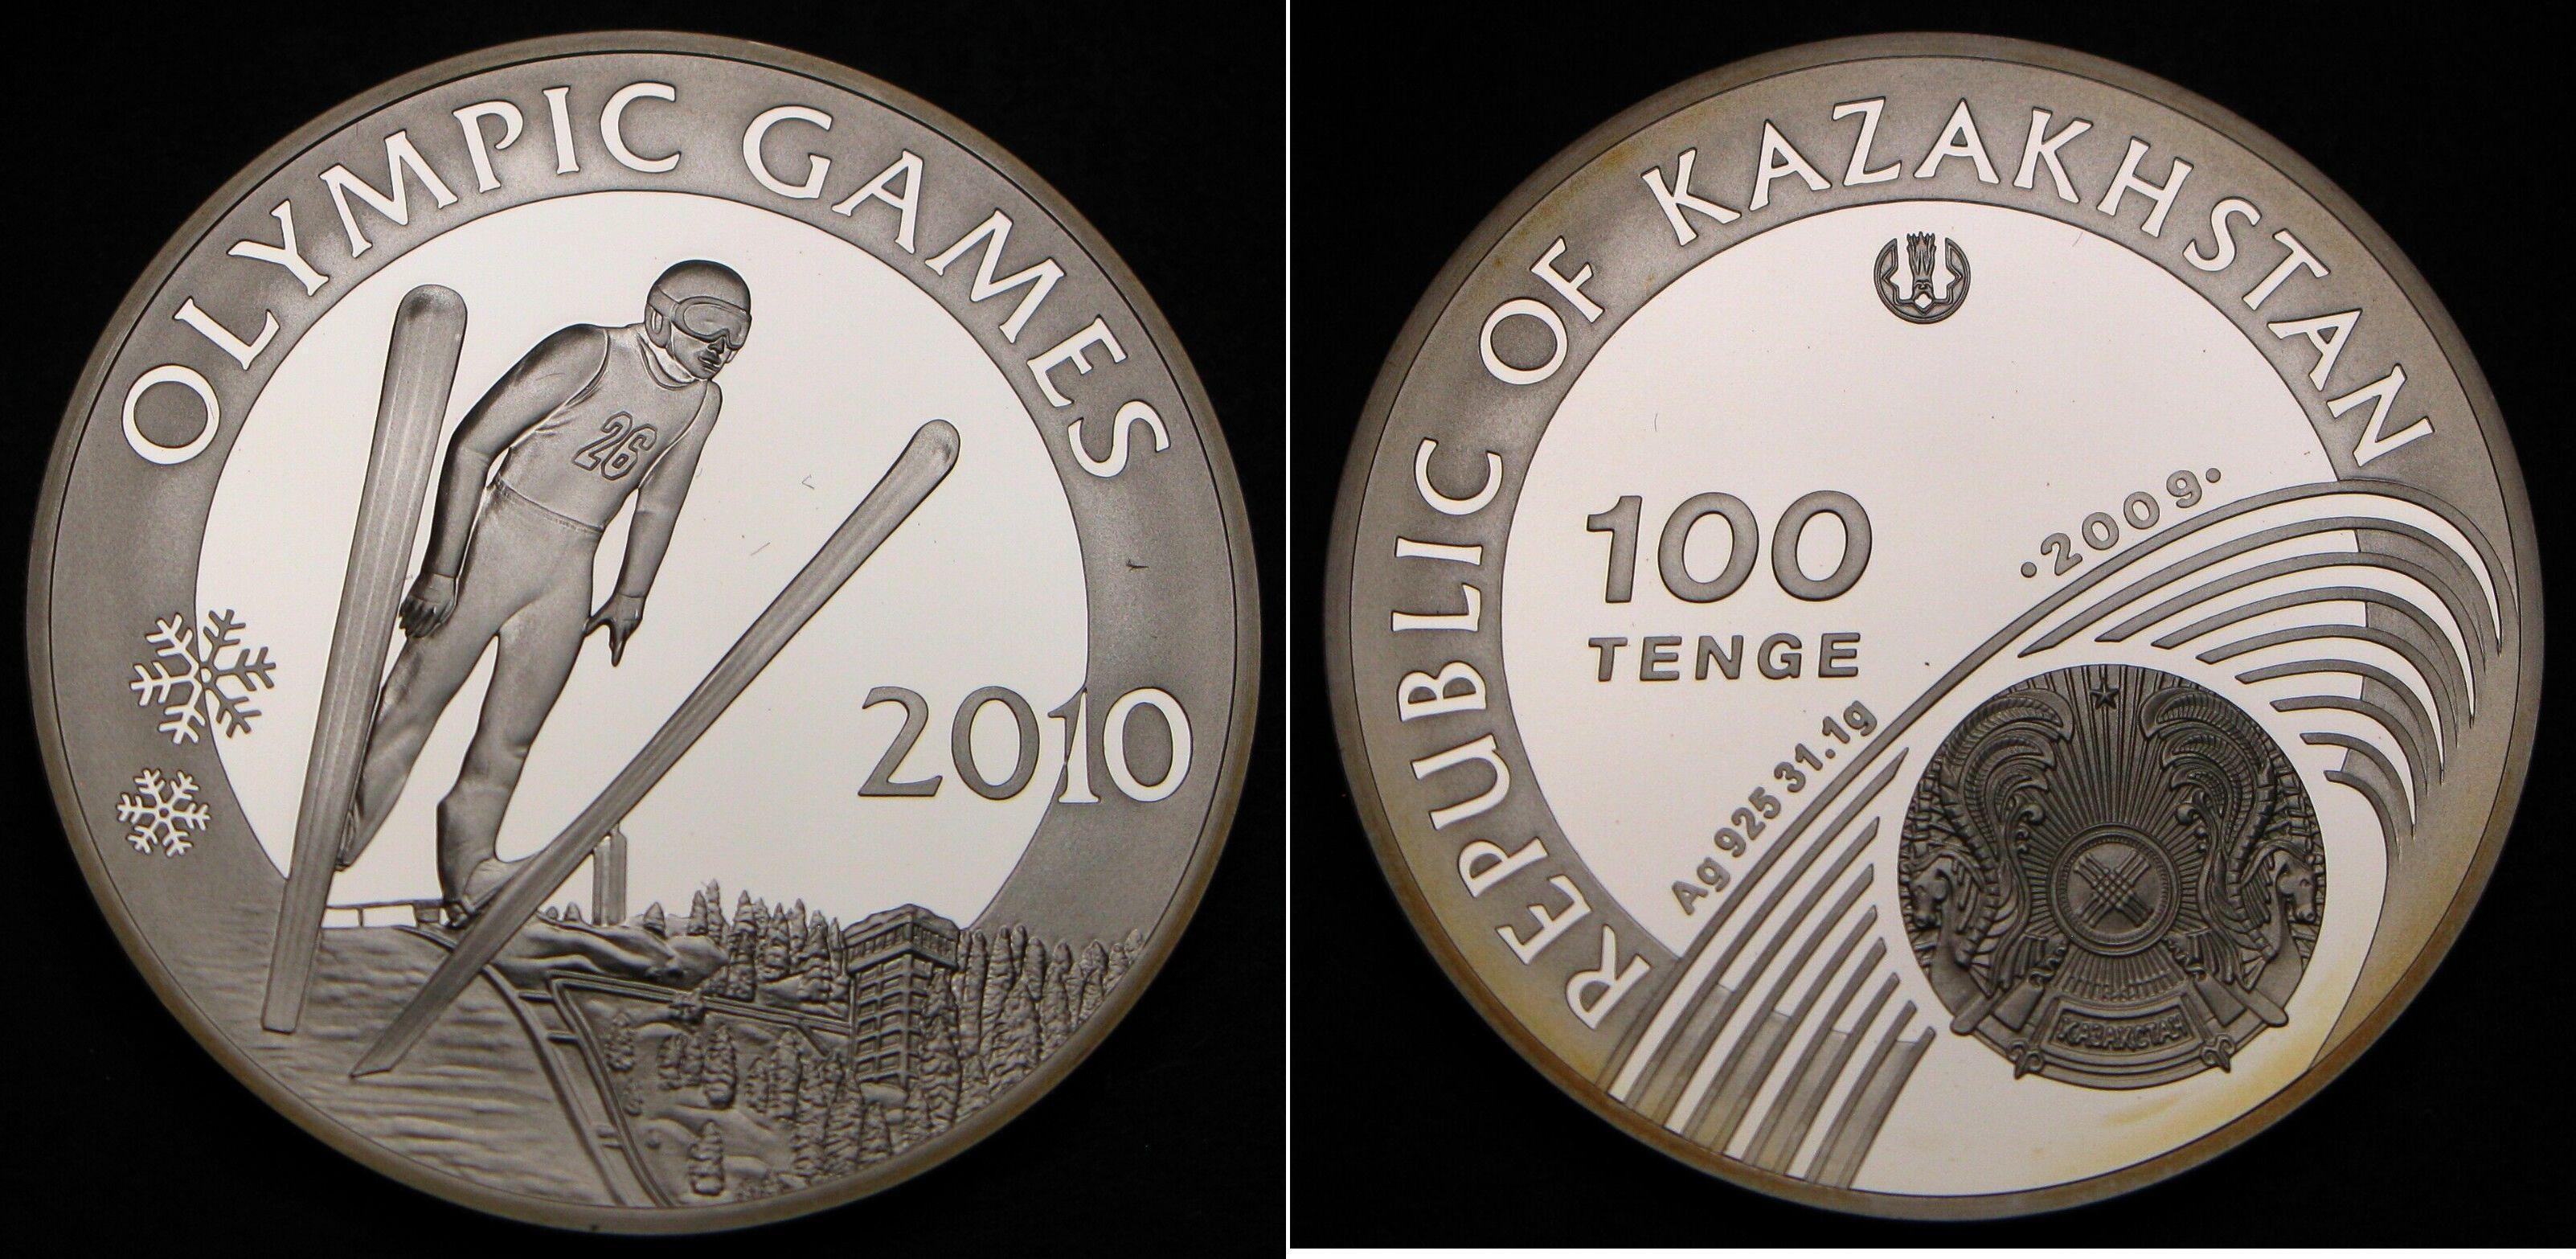 OLYMPIC GAMES
26
2010
REPUBLIC OF KAZAKHSTAN
100
TENGE
·2009·
Ag 925 31.1g
ҚАЗАҚСТАН